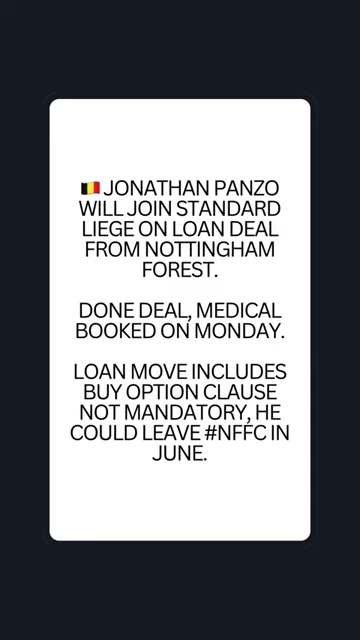 🇧🇪 JONATHAN PANZO
WILL JOIN STANDARD
LIEGE ON LOAN DEAL
FROM NOTTINGHAM
FOREST.
DONE DEAL, MEDICAL
BOOKED ON MONDAY.
LOAN MOVE INCLUDES
BUY OPTION CLAUSE
NOT MANDATORY, HE
COULD LEAVE #NFFC IN
JUNE.